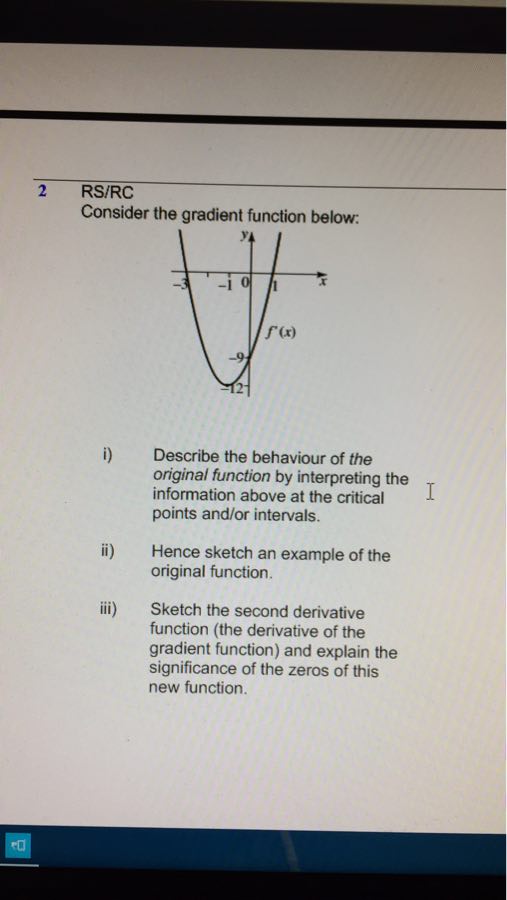 2 RS/RC
Consider the gradient function below:
y
-3 -1 0 1 x
f'(x)
-9
-12
i) Describe the behaviour of the
original function by interpreting the
information above at the critical
points and/or intervals.
ii) Hence sketch an example of the
original function.
iii) Sketch the second derivative
function (the derivative of the
gradient function) and explain the
significance of the zeros of this
new function.